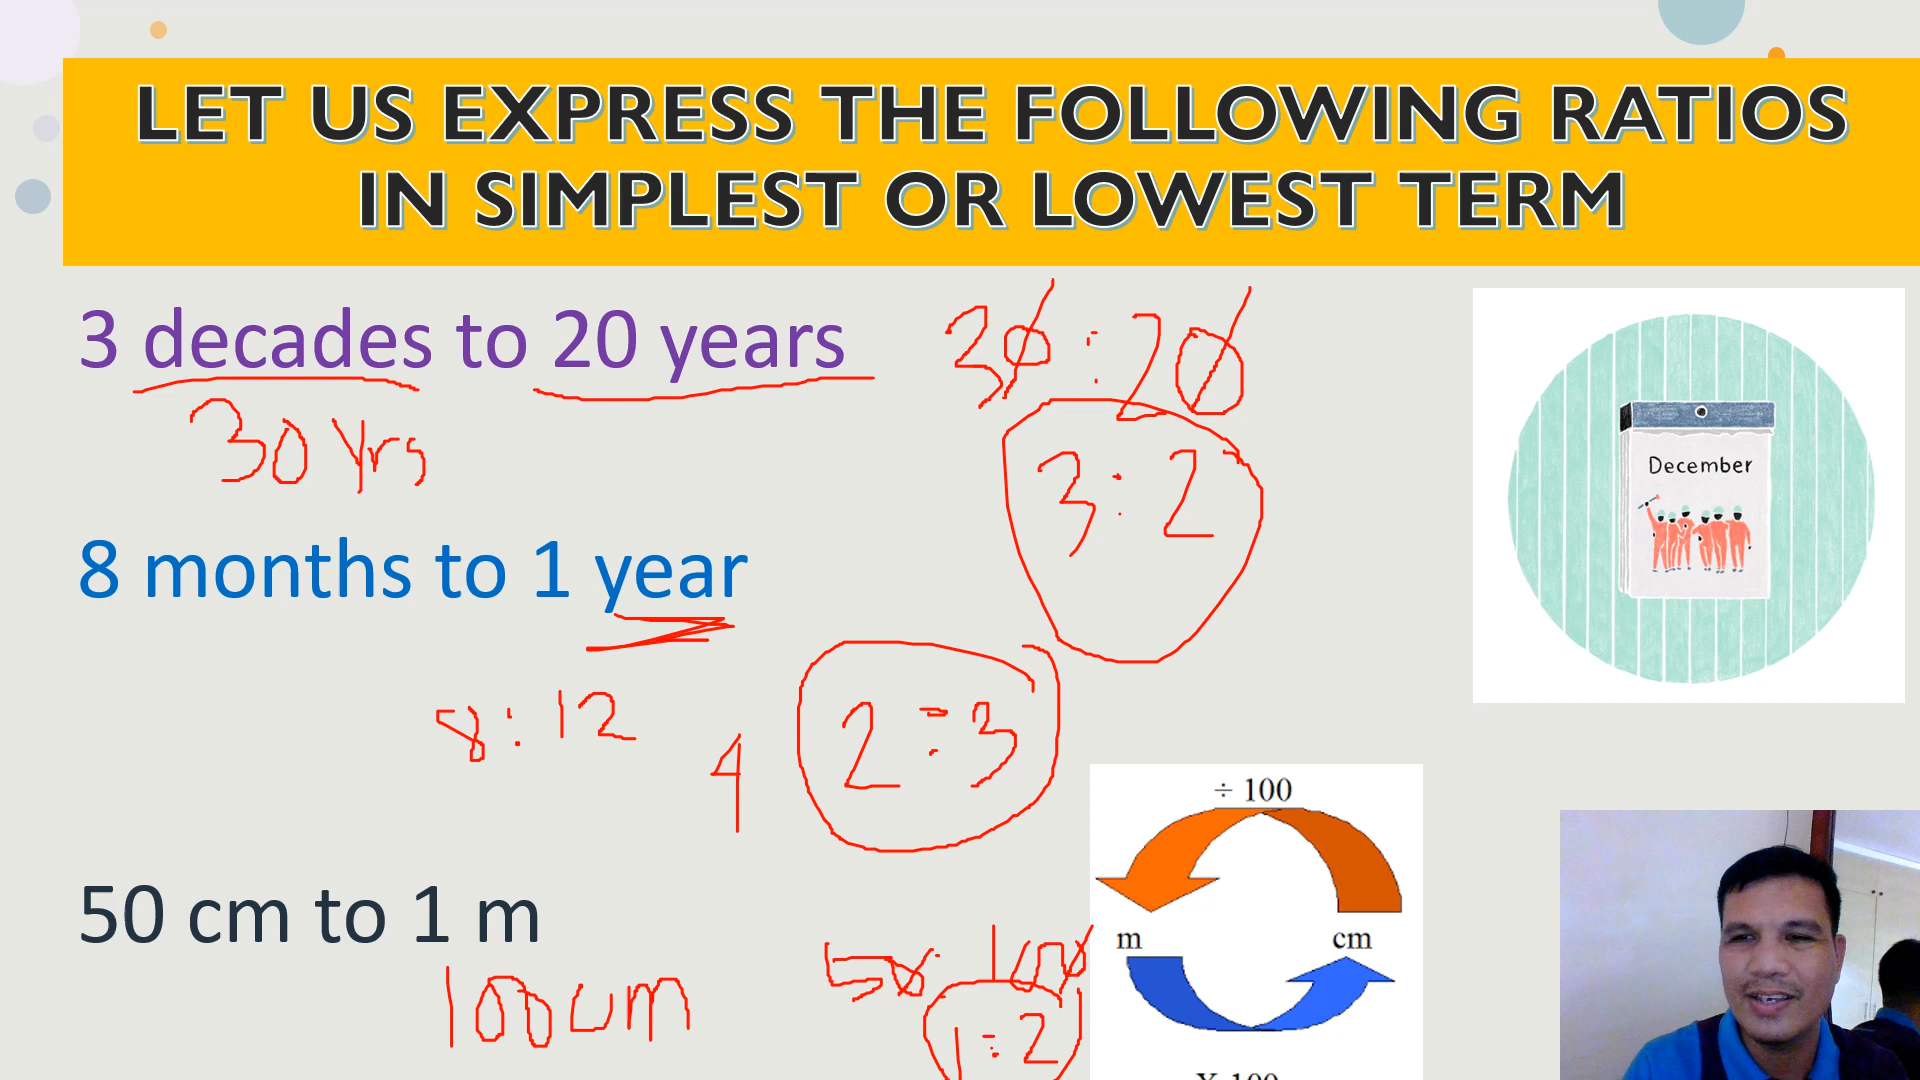 LET US EXPRESS THE FOLLOWING RATIOS
IN SIMPLEST OR LOWEST TERM
3 decades to 20 years
30 : 20
30 yrs
3 : 2
December
8 months to 1 year
8 : 12
4
2 : 3
÷ 100
50 cm to 1 m
m
cm
50 : 100
100 cm
1 : 2
X 100